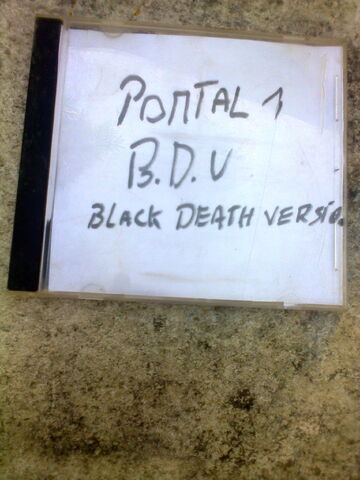 PORTAL 1
B.D.V
BLACK DEATH VERSIO.